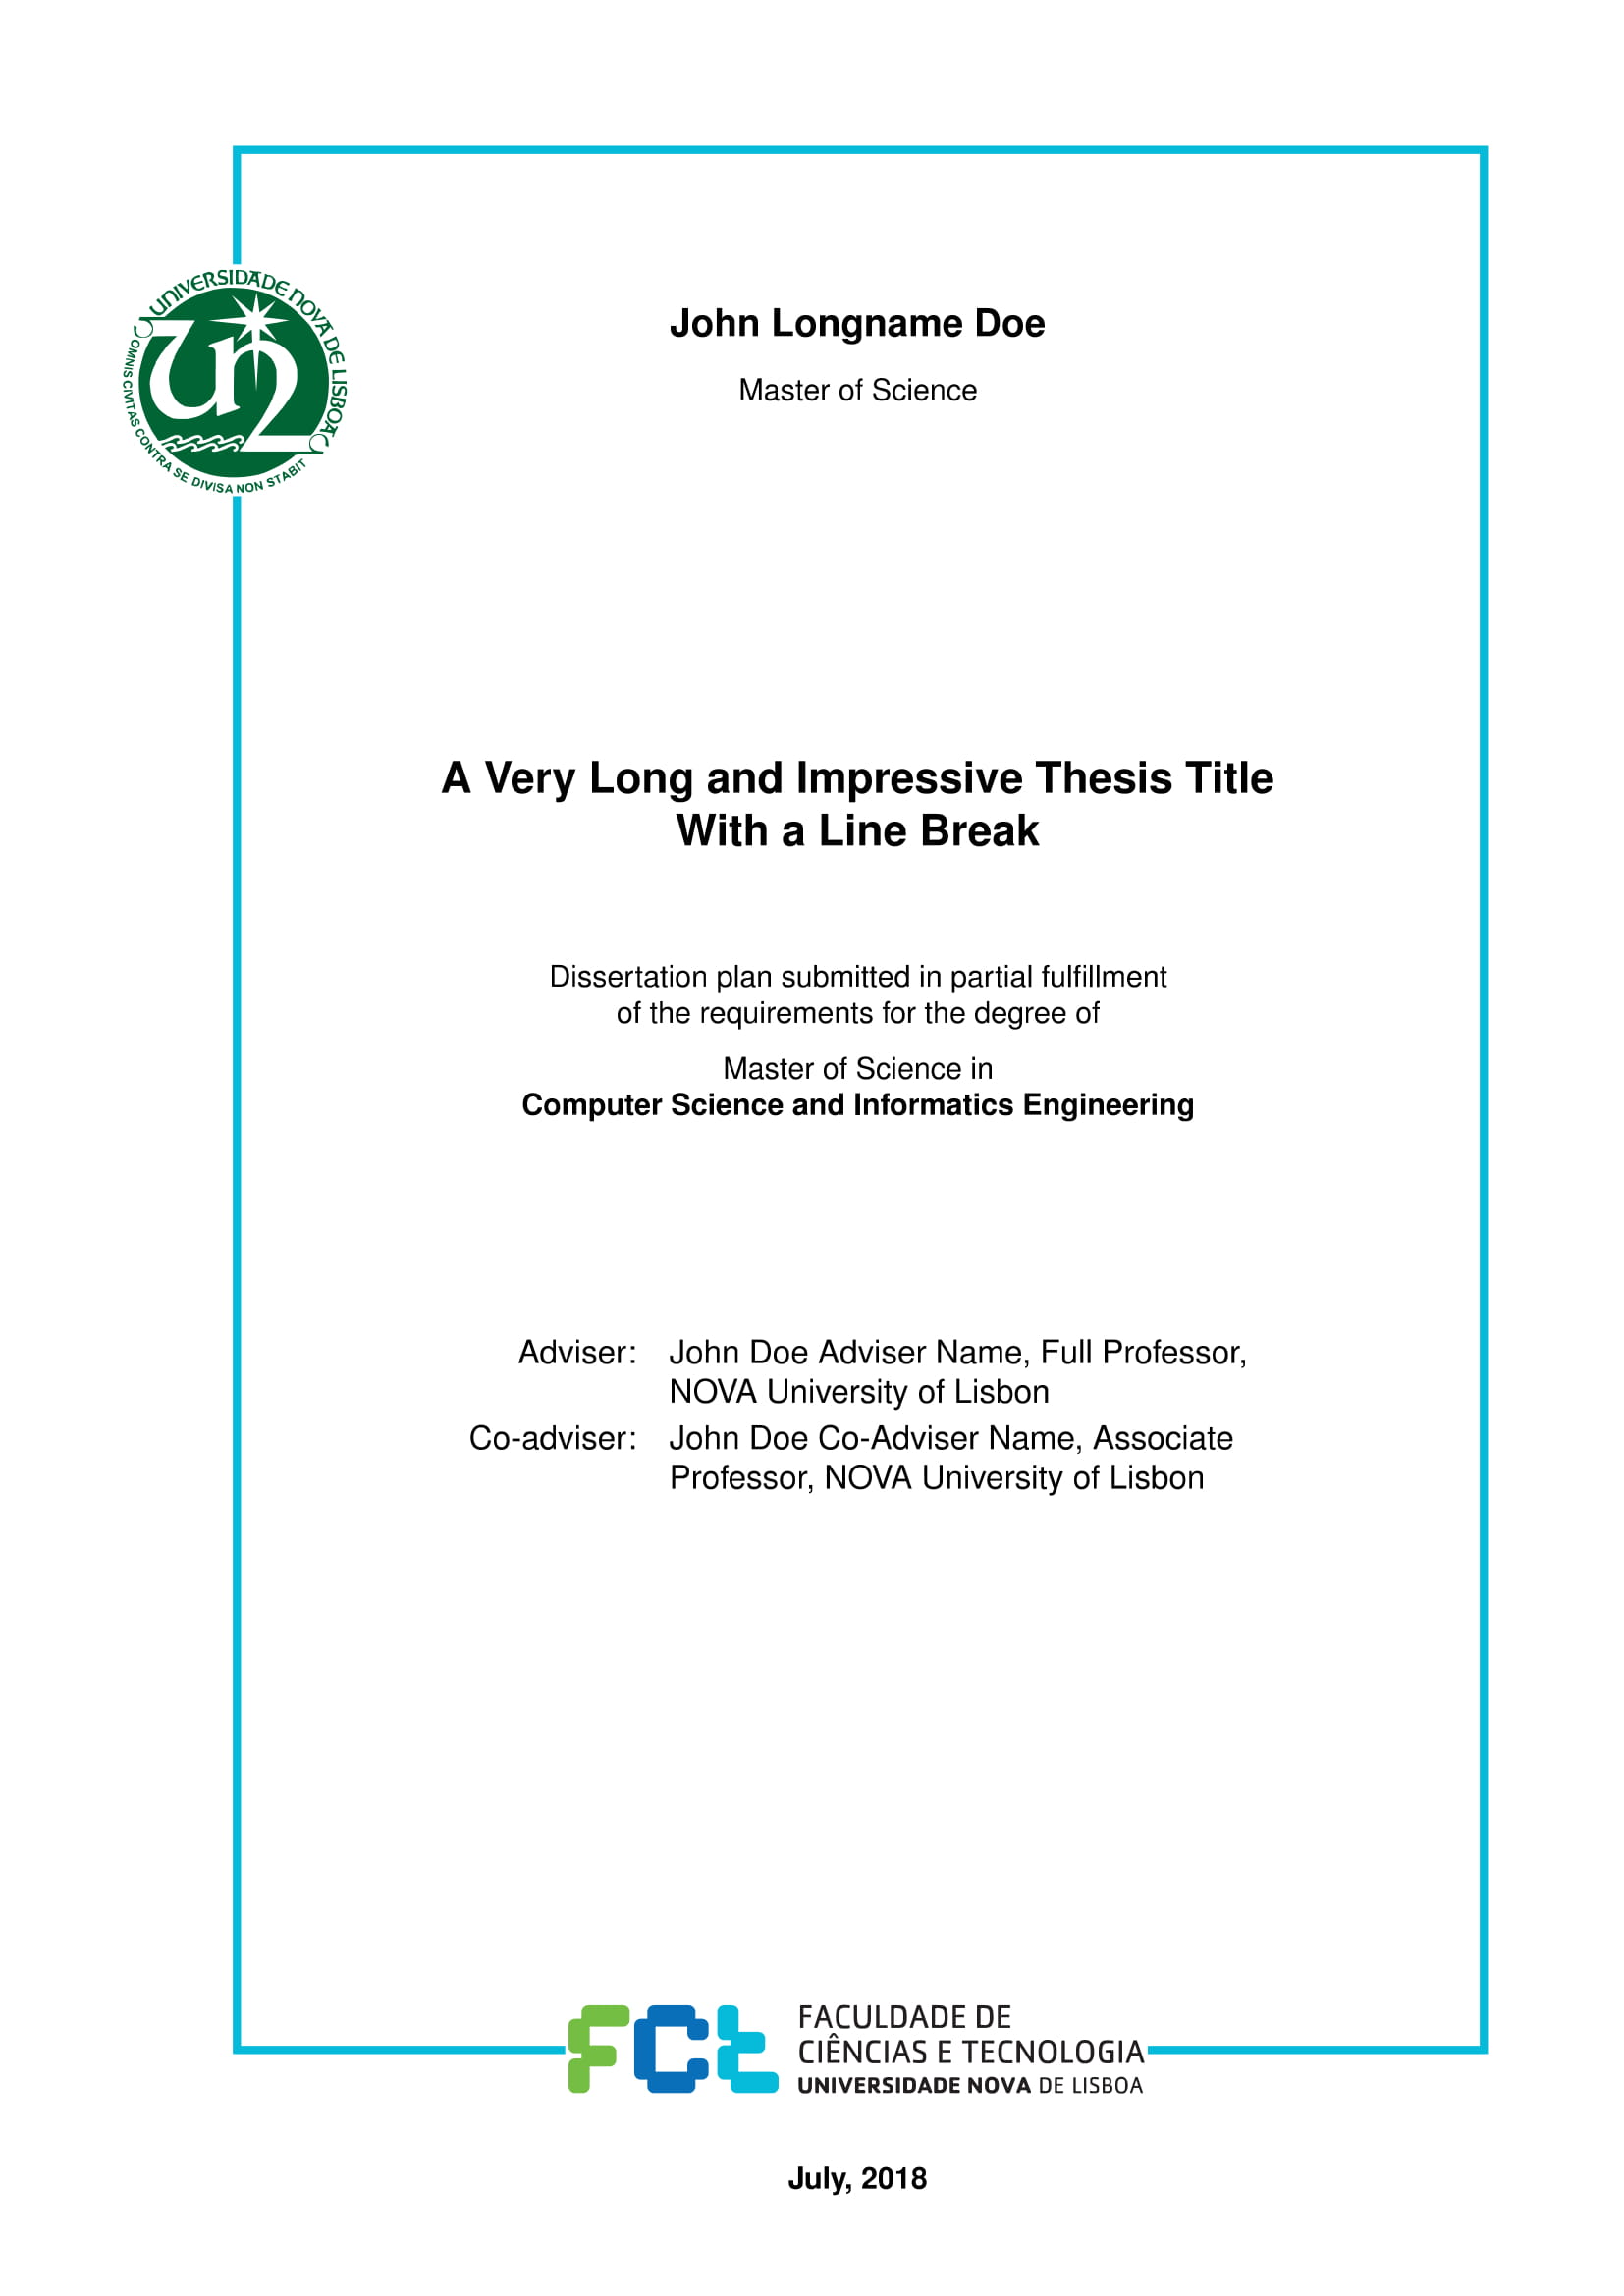 UNIVERSIDADE NOVA DE LISBOA
OMNIS CIVITAS CONTRA SE DIVISA NON STABIT
John Longname Doe
Master of Science
A Very Long and Impressive Thesis Title
With a Line Break
Dissertation plan submitted in partial fulfillment
of the requirements for the degree of
Master of Science in
Computer Science and Informatics Engineering
Adviser: John Doe Adviser Name, Full Professor,
NOVA University of Lisbon
Co-adviser: John Doe Co-Adviser Name, Associate
Professor, NOVA University of Lisbon
FCt
FACULDADE DE
CIÊNCIAS E TECNOLOGIA
UNIVERSIDADE NOVA DE LISBOA
July, 2018